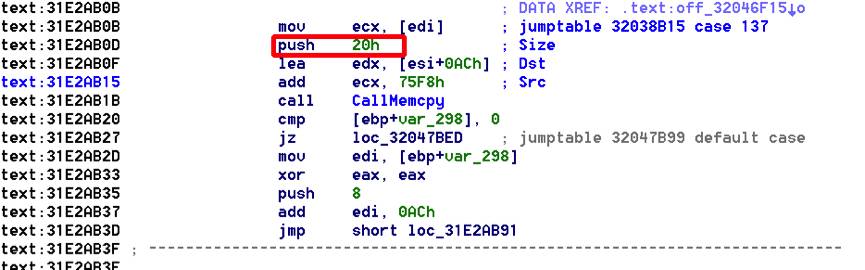 text:31E2AB0B ; DATA XREF: .text:off_32046F15↓o
text:31E2AB0B mov ecx, [edi] ; jumptable 32038B15 case 137
text:31E2AB0D push 20h ; Size
text:31E2AB0F lea edx, [esi+0ACh] ; Dst
text:31E2AB15 add ecx, 75F8h ; Src
text:31E2AB1B call CallMemcpy
text:31E2AB20 cmp [ebp+var_298], 0
text:31E2AB27 jz loc_32047BED ; jumptable 32047B99 default case
text:31E2AB2D mov edi, [ebp+var_298]
text:31E2AB33 xor eax, eax
text:31E2AB35 push 8
text:31E2AB37 add edi, 0ACh
text:31E2AB3D jmp short loc_31E2AB91
text:31E2AB3F ; ---------------------------------------------------------------------------
text:31E2AB3F